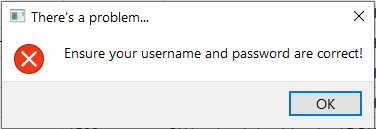 There's a problem...
Ensure your username and password are correct!
OK